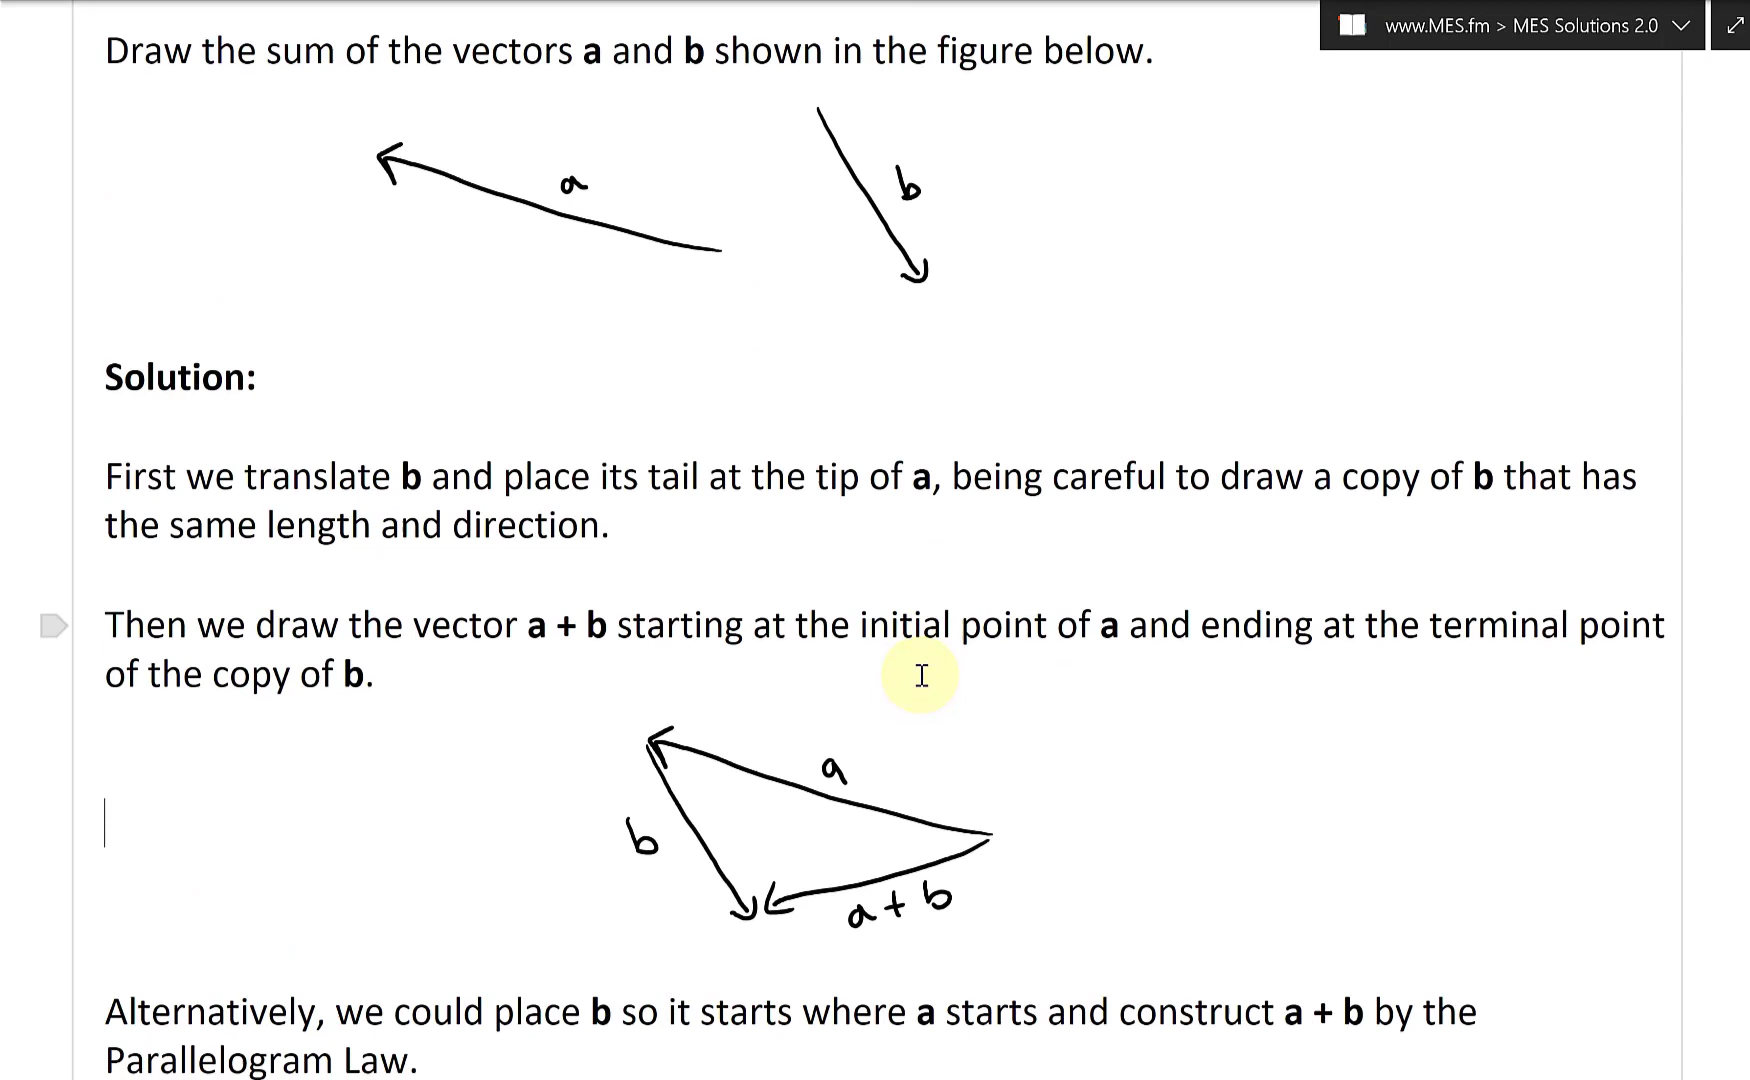 www.MES.fm > MES Solutions 2.0
Draw the sum of the vectors a and b shown in the figure below.
a
b
Solution:
First we translate b and place its tail at the tip of a, being careful to draw a copy of b that has
the same length and direction.
Then we draw the vector a + b starting at the initial point of a and ending at the terminal point
of the copy of b.
a
b
a + b
Alternatively, we could place b so it starts where a starts and construct a + b by the
Parallelogram Law.